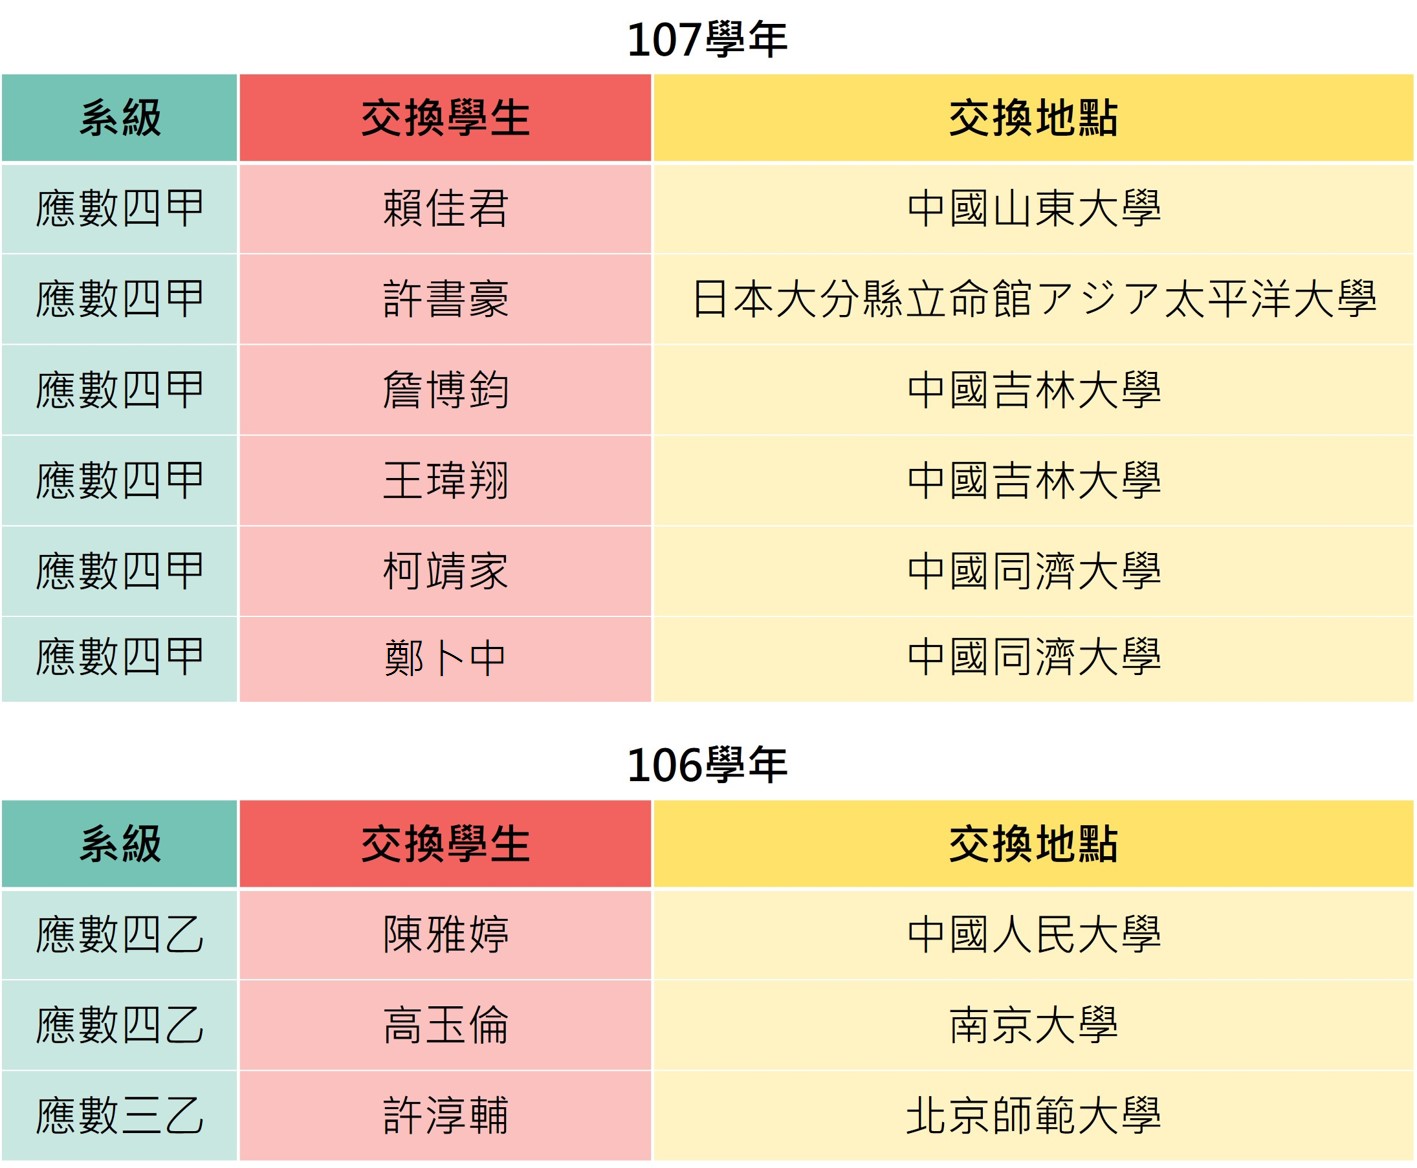 107學年
系級 交換學生 交換地點
應數四甲 賴佳君 中國山東大學
應數四甲 許書豪 日本大分縣立命館アジア太平洋大學
應數四甲 詹博鈞 中國吉林大學
應數四甲 王瑋翔 中國吉林大學
應數四甲 柯靖家 中國同濟大學
應數四甲 鄭卜中 中國同濟大學
106學年
系級 交換學生 交換地點
應數四乙 陳雅婷 中國人民大學
應數四乙 高玉倫 南京大學
應數三乙 許淳輔 北京師範大學